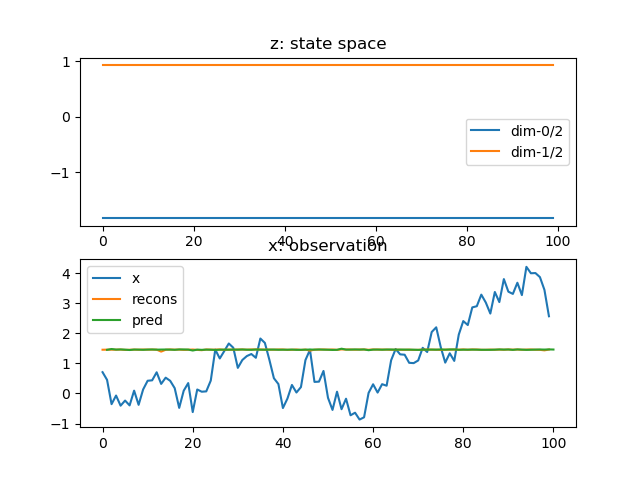 z: state space
1
0
−1
dim-0/2
dim-1/2
0 20 40 60 80 100
x: observation
4
3
2
1
0
−1
x
recons
pred
0 20 40 60 80 100